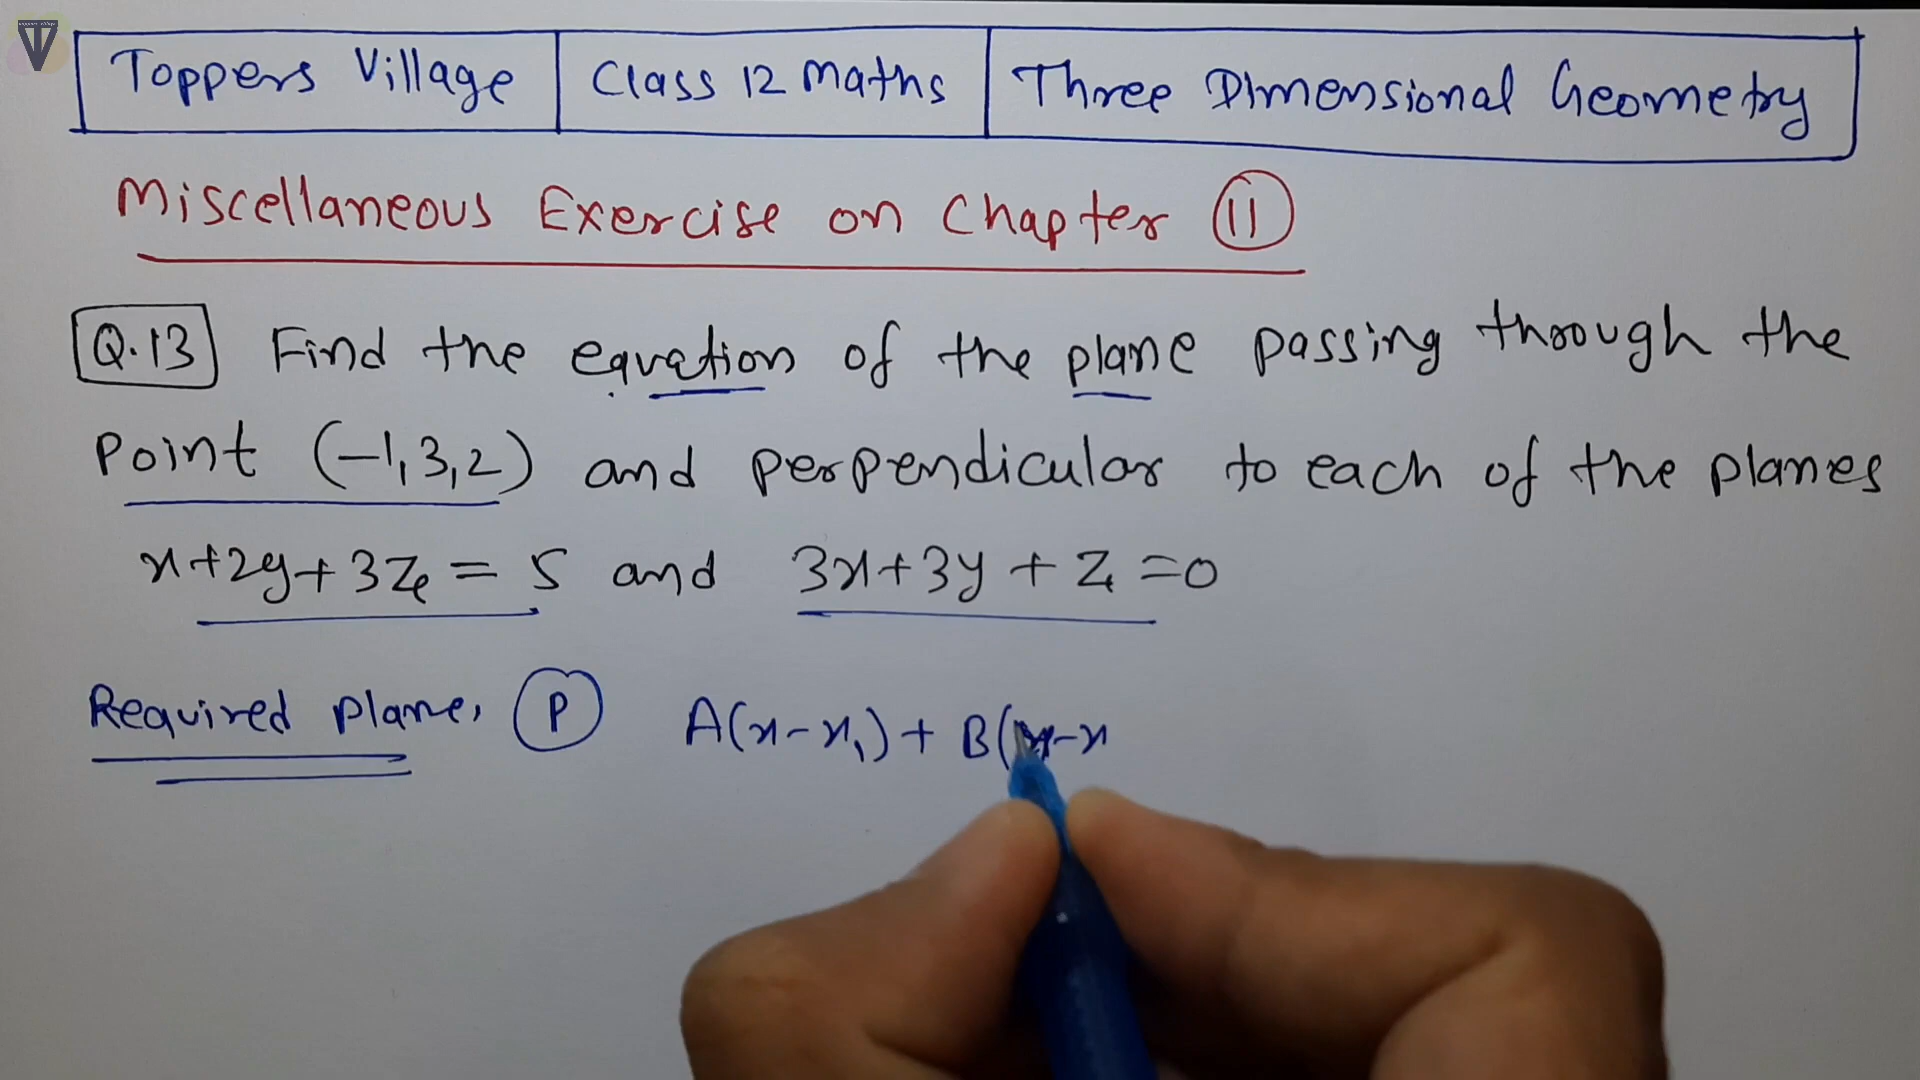 Toppers Village Class 12 Maths Three Dimensional Geometry
Miscellaneous Exercise on Chapter 11
Q.13 Find the equation of the plane passing through the
Point (-1,3,2) and perpendicular to each of the planes
x+2y+3z = 5 and 3x+3y+z=0
Required plane, P A(x-x₁) + B(